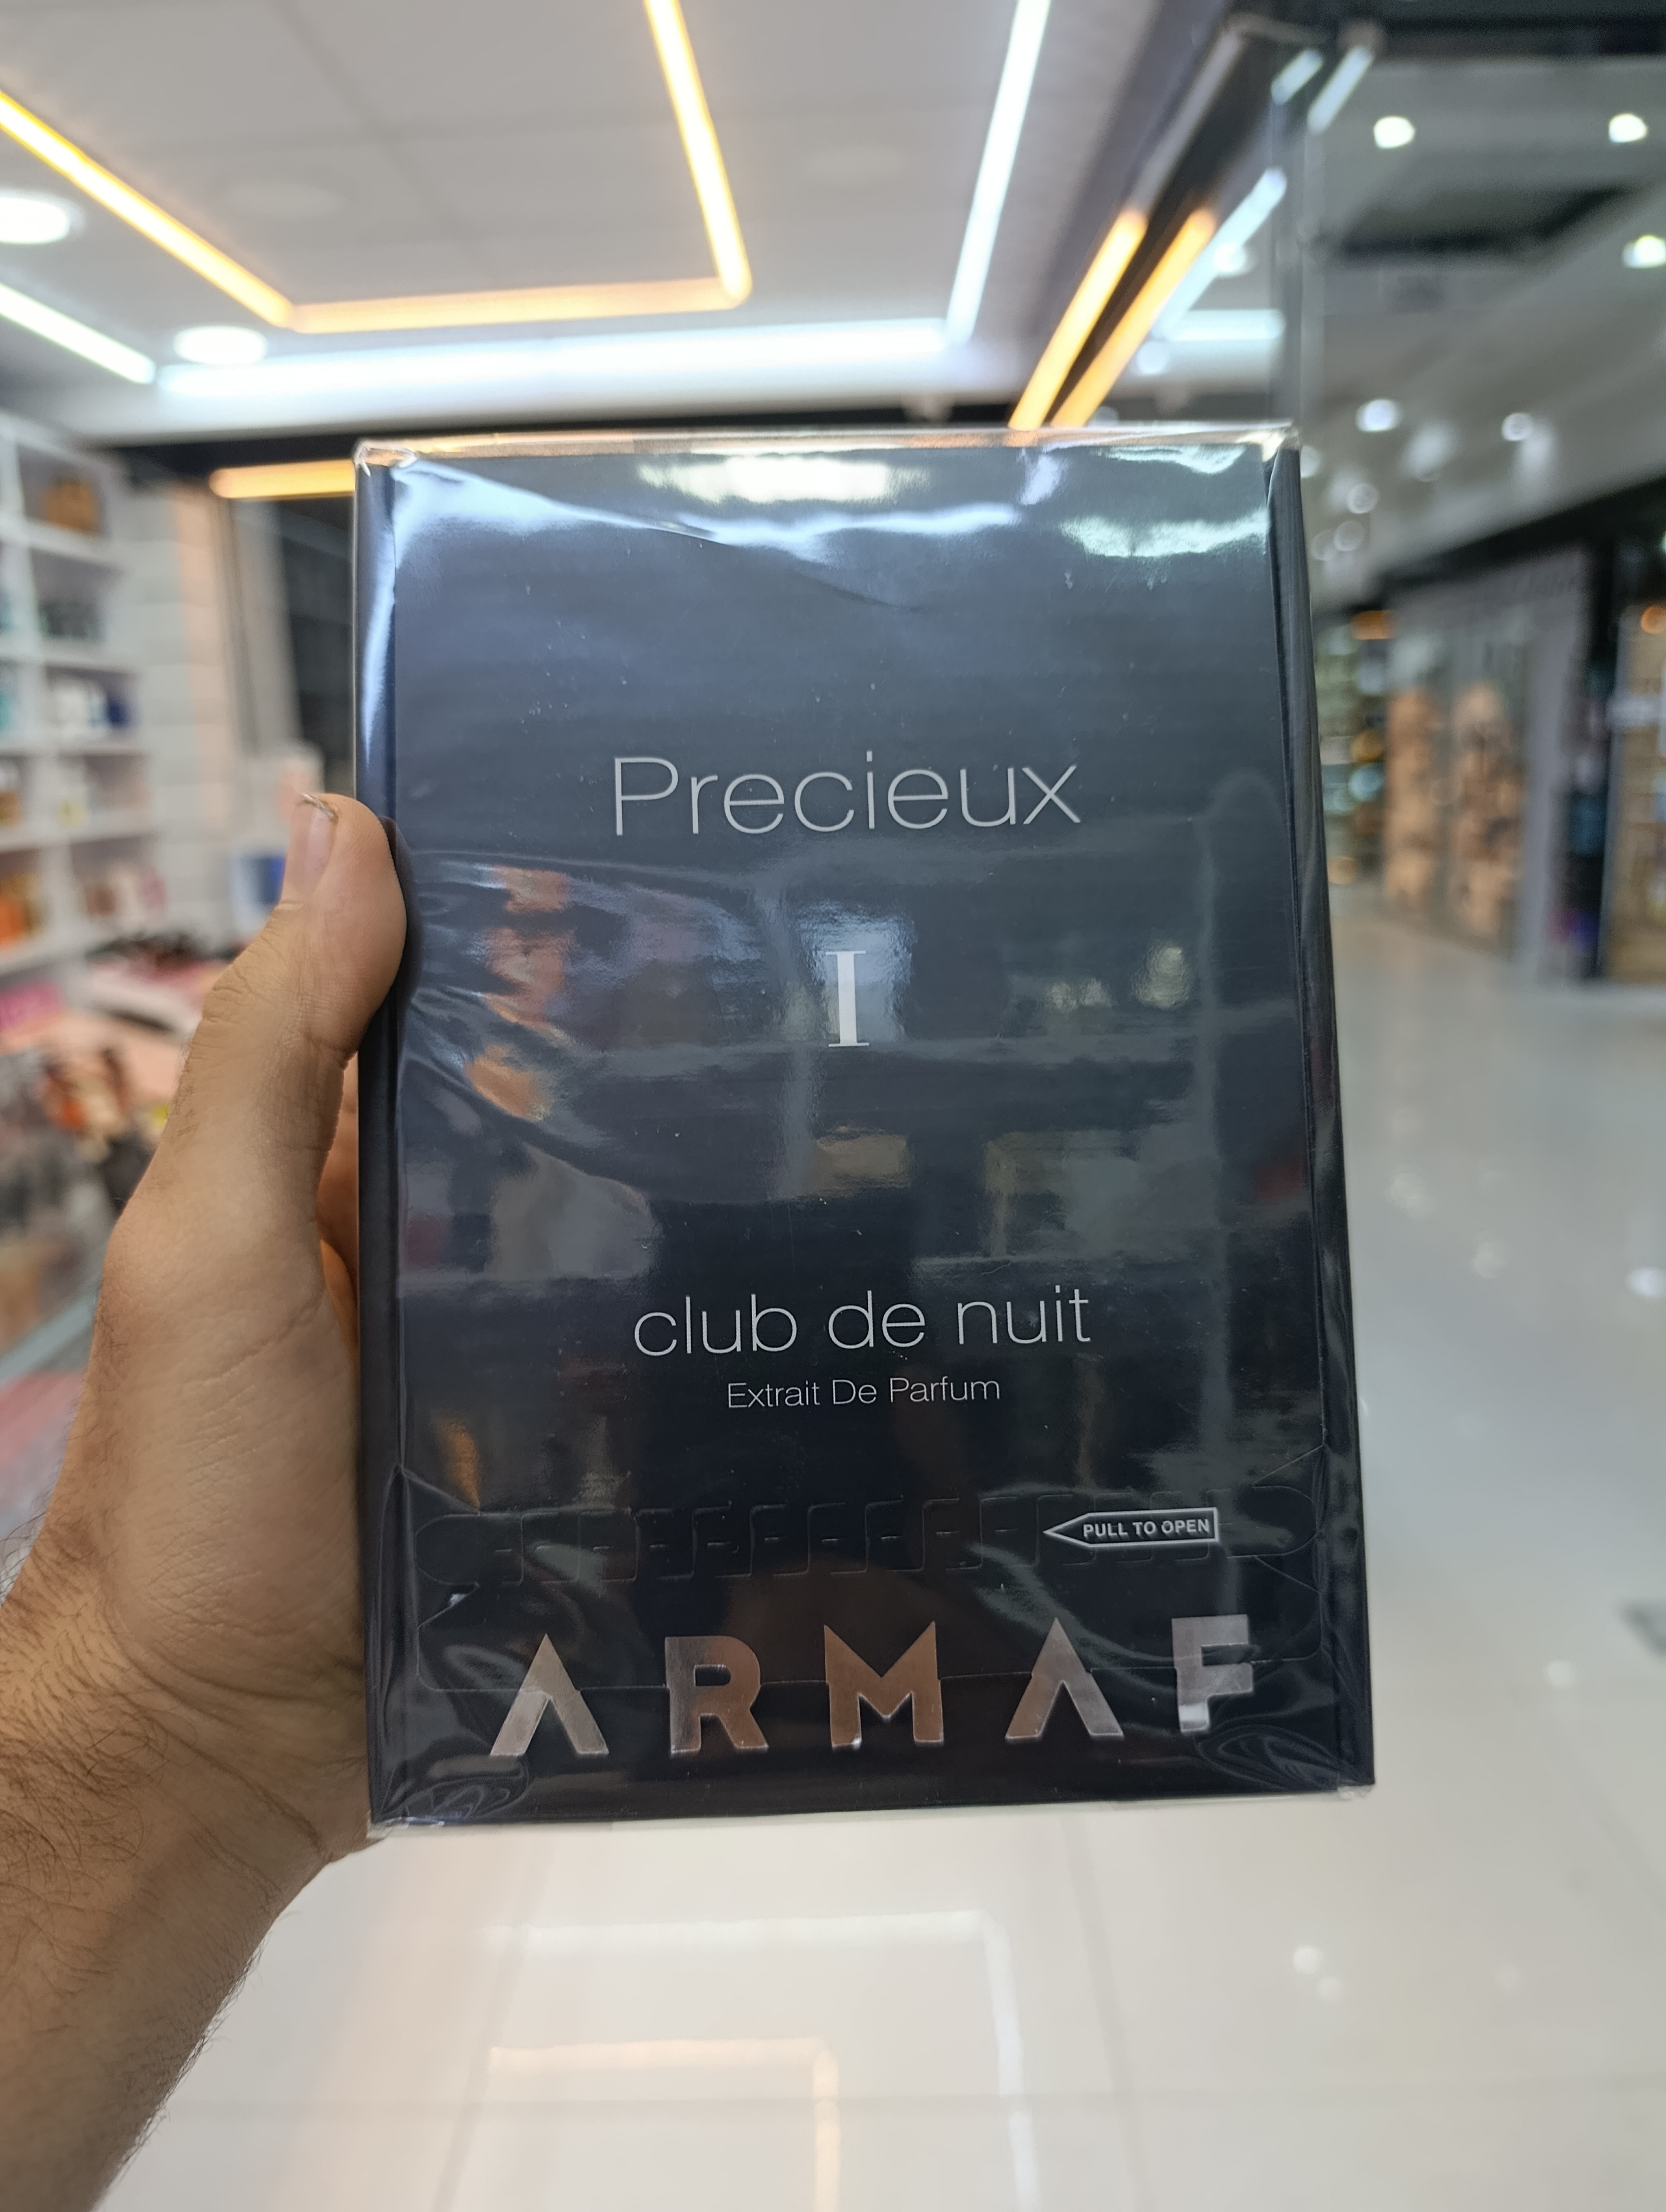 Precieux
I
club de nuit
Extrait De Parfum
PULL TO OPEN
ARMAF